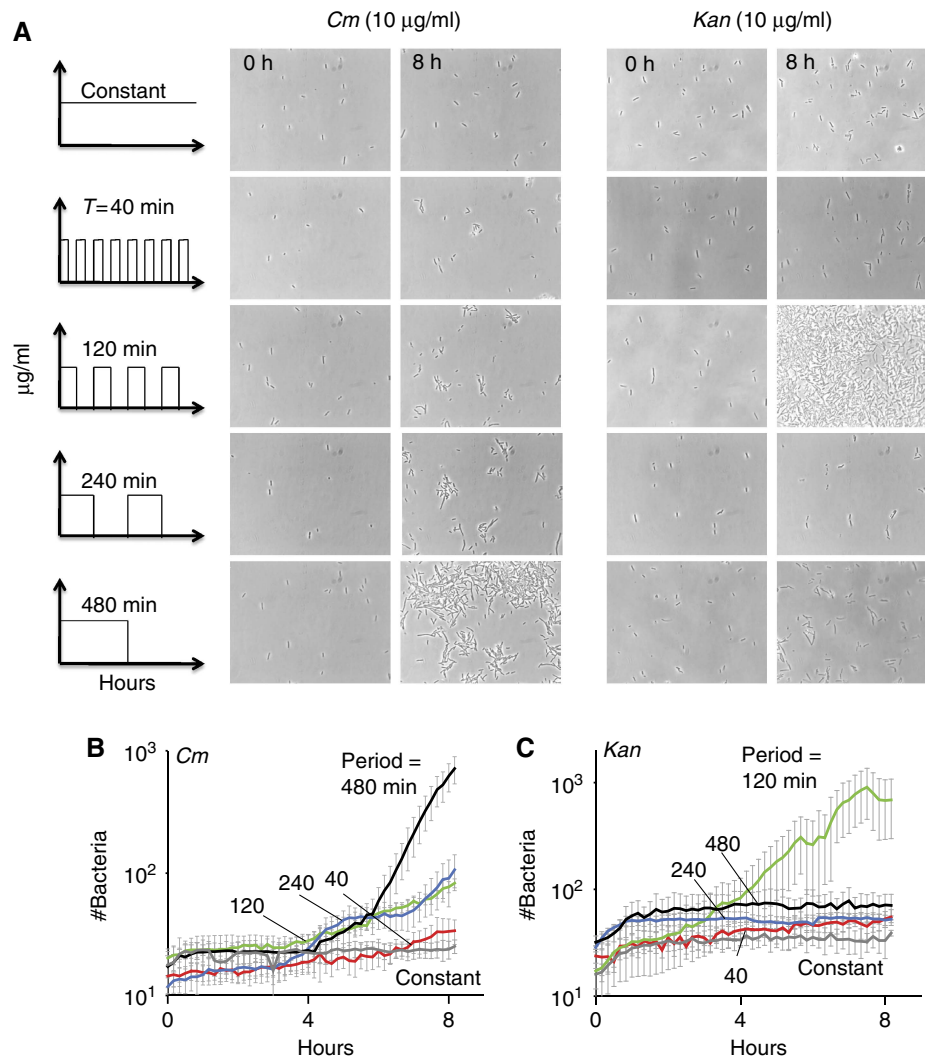 A
Cm (10 μg/ml)
Kan (10 μg/ml)
Constant
0 h
8 h
0 h
8 h
T=40 min
120 min
μg/ml
240 min
480 min
Hours
B
Cm
Period =
480 min
10³
10²
10¹
#Bacteria
120
240
40
Constant
0
4
8
Hours
C
Kan
Period =
120 min
10³
10²
10¹
#Bacteria
480
240
40
Constant
0
4
8
Hours